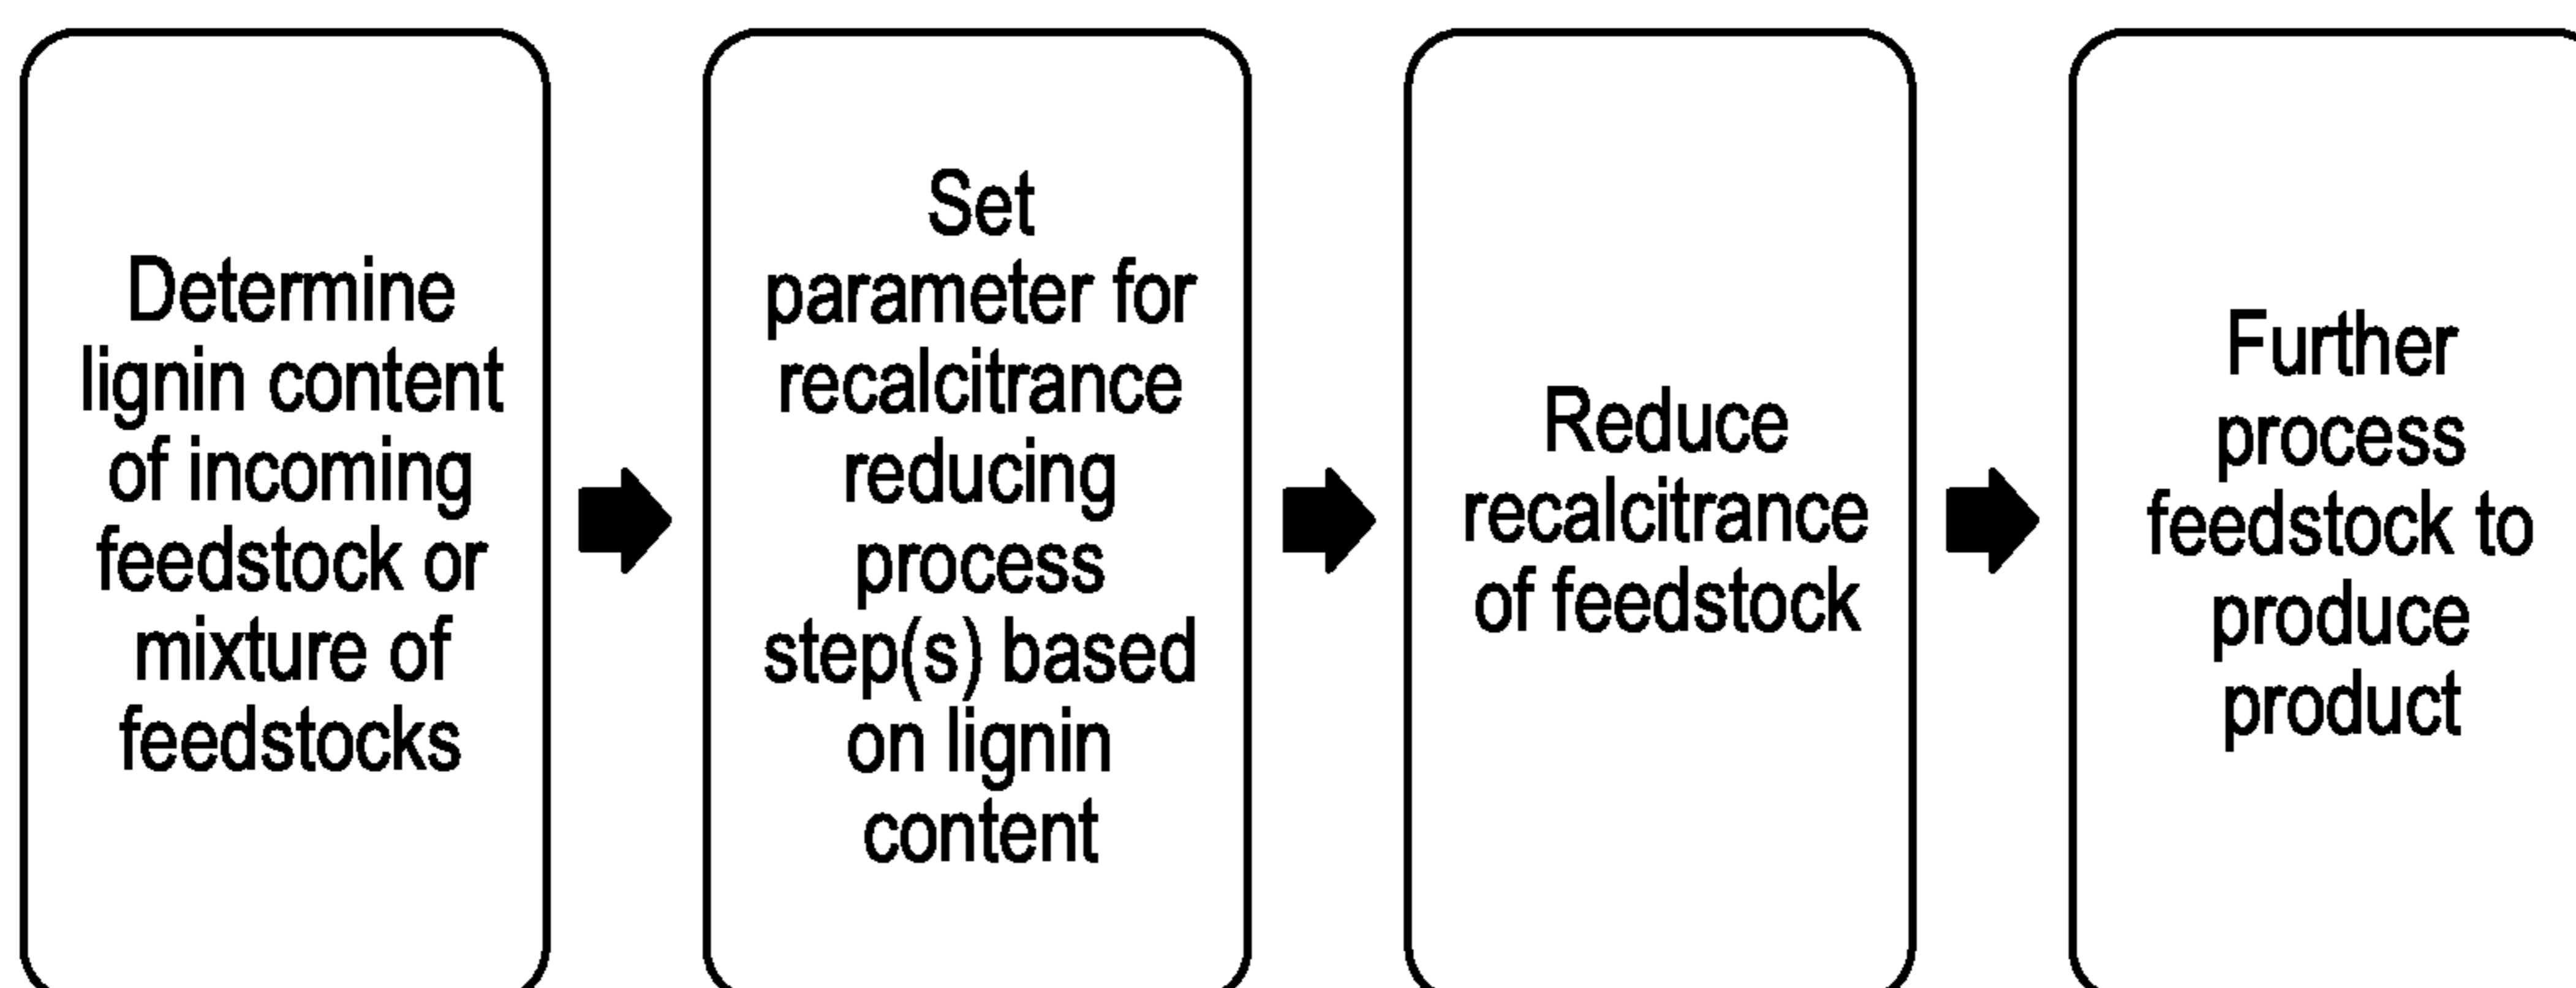 Determine
lignin content
of incoming
feedstock or
mixture of
feedstocks
Set
parameter for
recalcitrance
reducing
process
step(s) based
on lignin
content
Reduce
recalcitrance
of feedstock
Further
process
feedstock to
produce
product